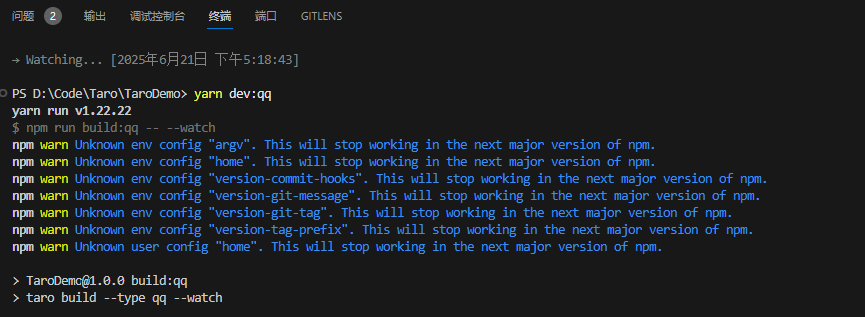 问题 2 输出 调试控制台 终端 端口 GITLENS
→ Watching... [2025年6月21日 下午5:18:43]
PS D:\Code\Taro\TaroDemo> yarn dev:qq
yarn run v1.22.22
$ npm run build:qq -- --watch
npm warn Unknown env config "argv". This will stop working in the next major version of npm.
npm warn Unknown env config "home". This will stop working in the next major version of npm.
npm warn Unknown env config "version-commit-hooks". This will stop working in the next major version of npm.
npm warn Unknown env config "version-git-message". This will stop working in the next major version of npm.
npm warn Unknown env config "version-git-tag". This will stop working in the next major version of npm.
npm warn Unknown env config "version-tag-prefix". This will stop working in the next major version of npm.
npm warn Unknown user config "home". This will stop working in the next major version of npm.
> TaroDemo@1.0.0 build:qq
> taro build --type qq --watch